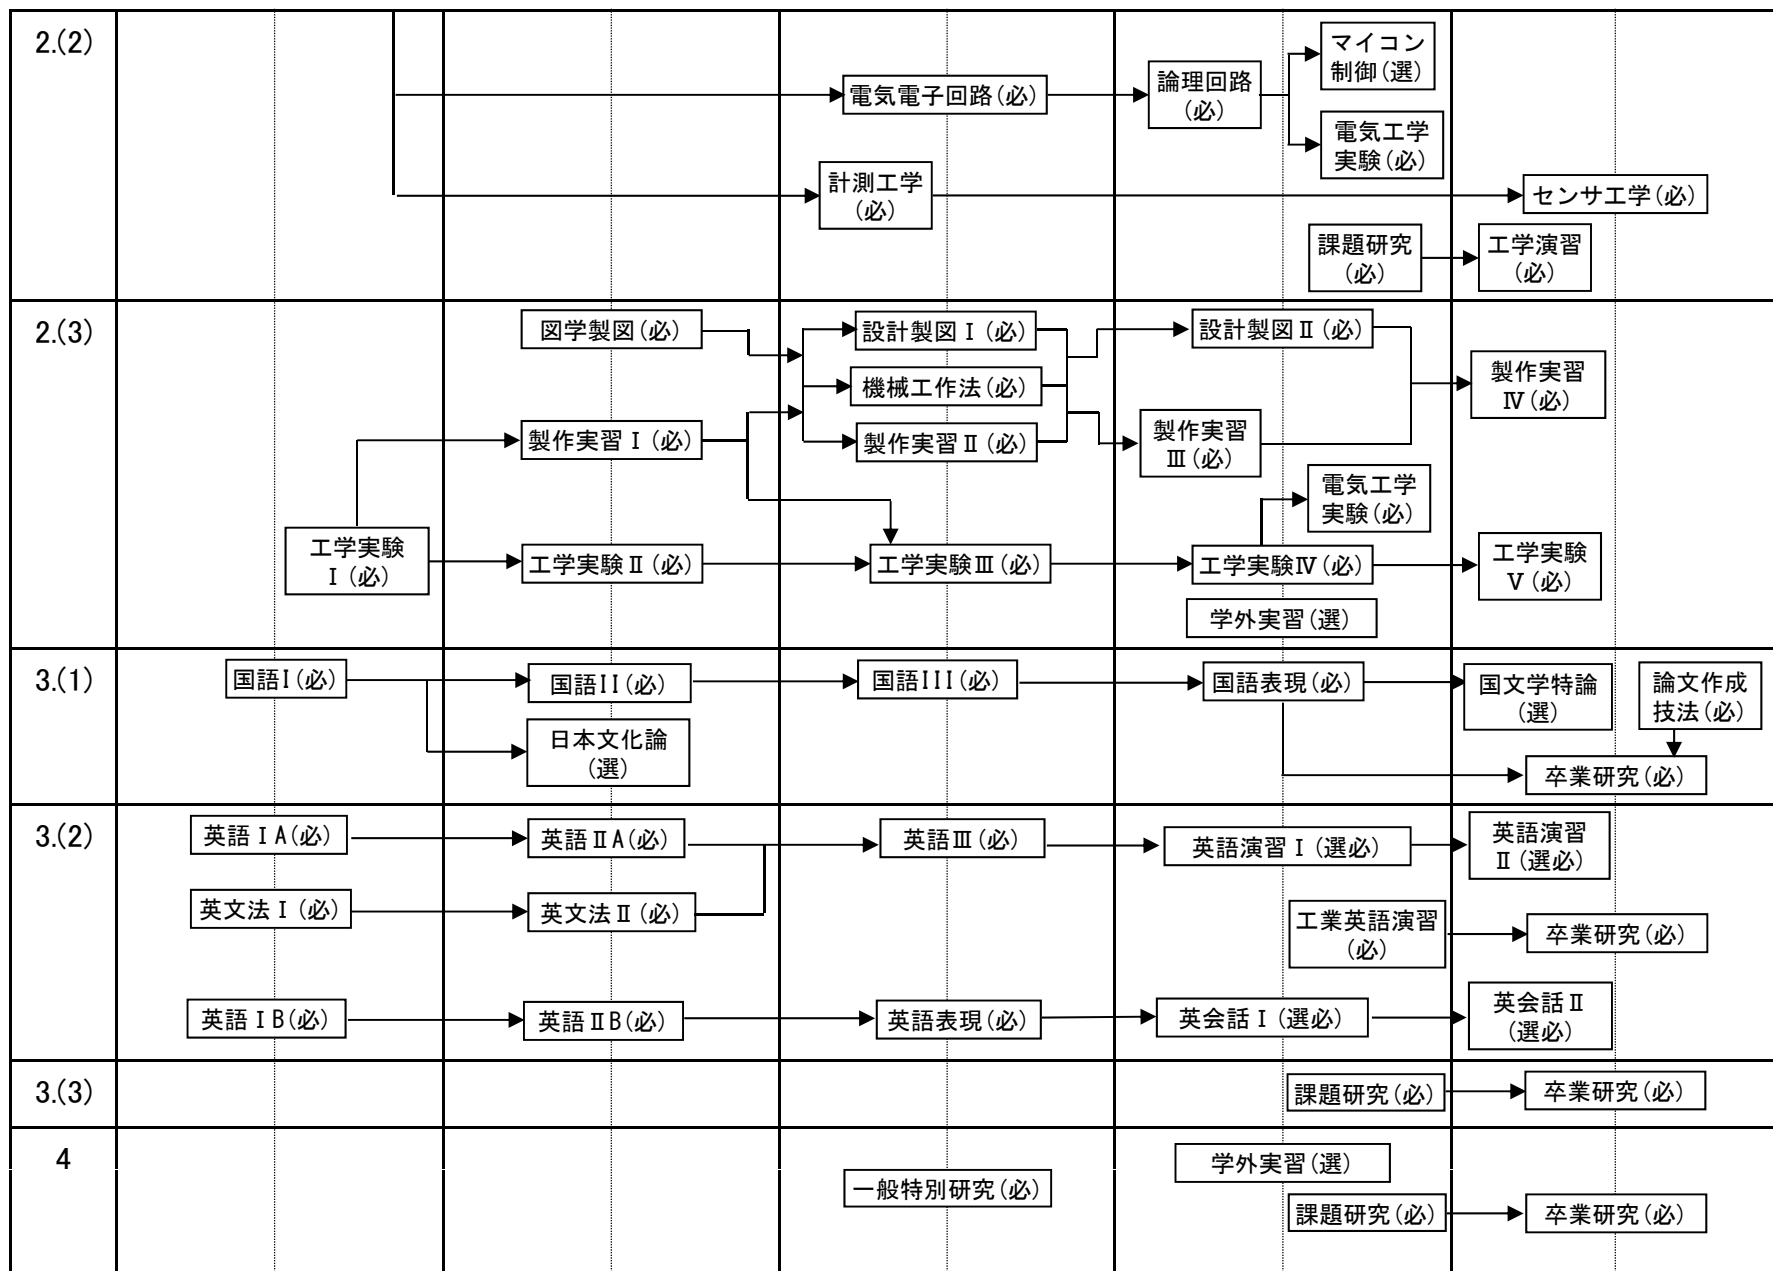 2.(2)
マイコン
制御(選)
電気電子回路(必)
論理回路
(必)
電気工学
実験(必)
計測工学
(必)
センサ工学(必)
課題研究
(必)
工学演習
(必)
2.(3)
図学製図(必)
設計製図Ⅰ(必)
設計製図Ⅱ(必)
機械工作法(必)
製作実習
Ⅳ(必)
製作実習Ⅰ(必)
製作実習Ⅱ(必)
製作実習
Ⅲ(必)
電気工学
実験(必)
工学実験
Ⅰ(必)
工学実験Ⅱ(必)
工学実験Ⅲ(必)
工学実験Ⅳ(必)
工学実験
Ⅴ(必)
学外実習(選)
3.(1)
国語I(必)
国語II(必)
国語III(必)
国語表現(必)
国文学特論
(選)
論文作成
技法(必)
日本文化論
(選)
卒業研究(必)
3.(2)
英語ⅠA(必)
英語ⅡA(必)
英語Ⅲ(必)
英語演習Ⅰ(選必)
英語演習
Ⅱ(選必)
英文法Ⅰ(必)
英文法Ⅱ(必)
工業英語演習
(必)
卒業研究(必)
英語ⅠB(必)
英語ⅡB(必)
英語表現(必)
英会話Ⅰ(選必)
英会話Ⅱ
(選必)
3.(3)
課題研究(必)
卒業研究(必)
4
学外実習(選)
一般特別研究(必)
課題研究(必)
卒業研究(必)